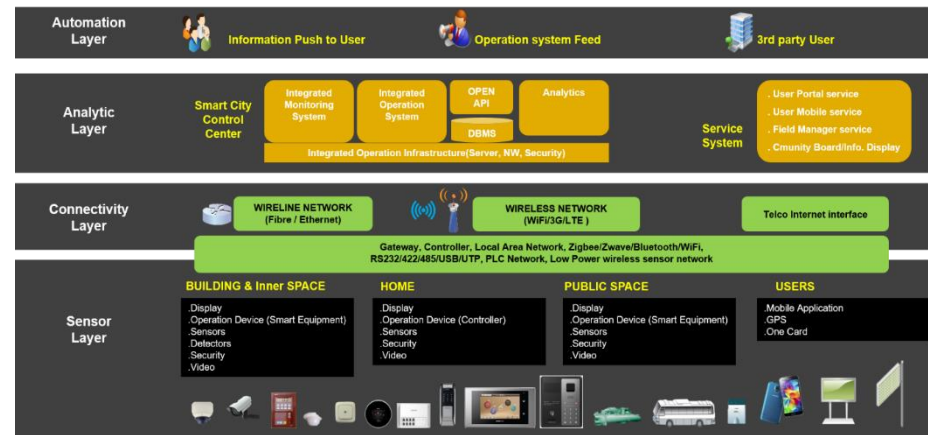 Automation
Layer
Information Push to User
Operation system Feed
3rd party User
Analytic
Layer
Smart City
Control
Center
Integrated
Monitoring
System
Integrated
Operation
System
OPEN
API
DBMS
Analytics
Integrated Operation Infrastructure(Server, NW, Security)
Service
System
. User Portal service
. User Mobile service
. Field Manager service
. Cmunity Board/Info. Display
Connectivity
Layer
WIRELINE NETWORK
(Fibre / Ethernet)
WIRELESS NETWORK
(WiFi/3G/LTE )
Telco Internet interface
Gateway, Controller, Local Area Network, Zigbee/Zwave/Bluetooth/WiFi,
RS232/422/485/USB/UTP, PLC Network, Low Power wireless sensor network
Sensor
Layer
BUILDING & Inner SPACE
.Display
.Operation Device (Smart Equipment)
.Sensors
.Detectors
.Security
.Video
HOME
.Display
.Operation Device (Controller)
.Sensors
.Security
.Video
PUBLIC SPACE
.Display
.Operation Device (Smart Equipment)
.Sensors
.Security
.Video
USERS
.Mobile Application
.GPS
.One Card